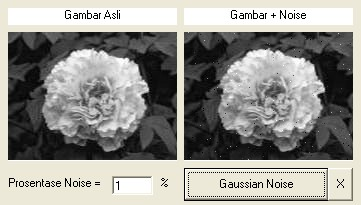 Gambar Asli
Gambar + Noise
Prosentase Noise = 1 %
Gaussian Noise
X